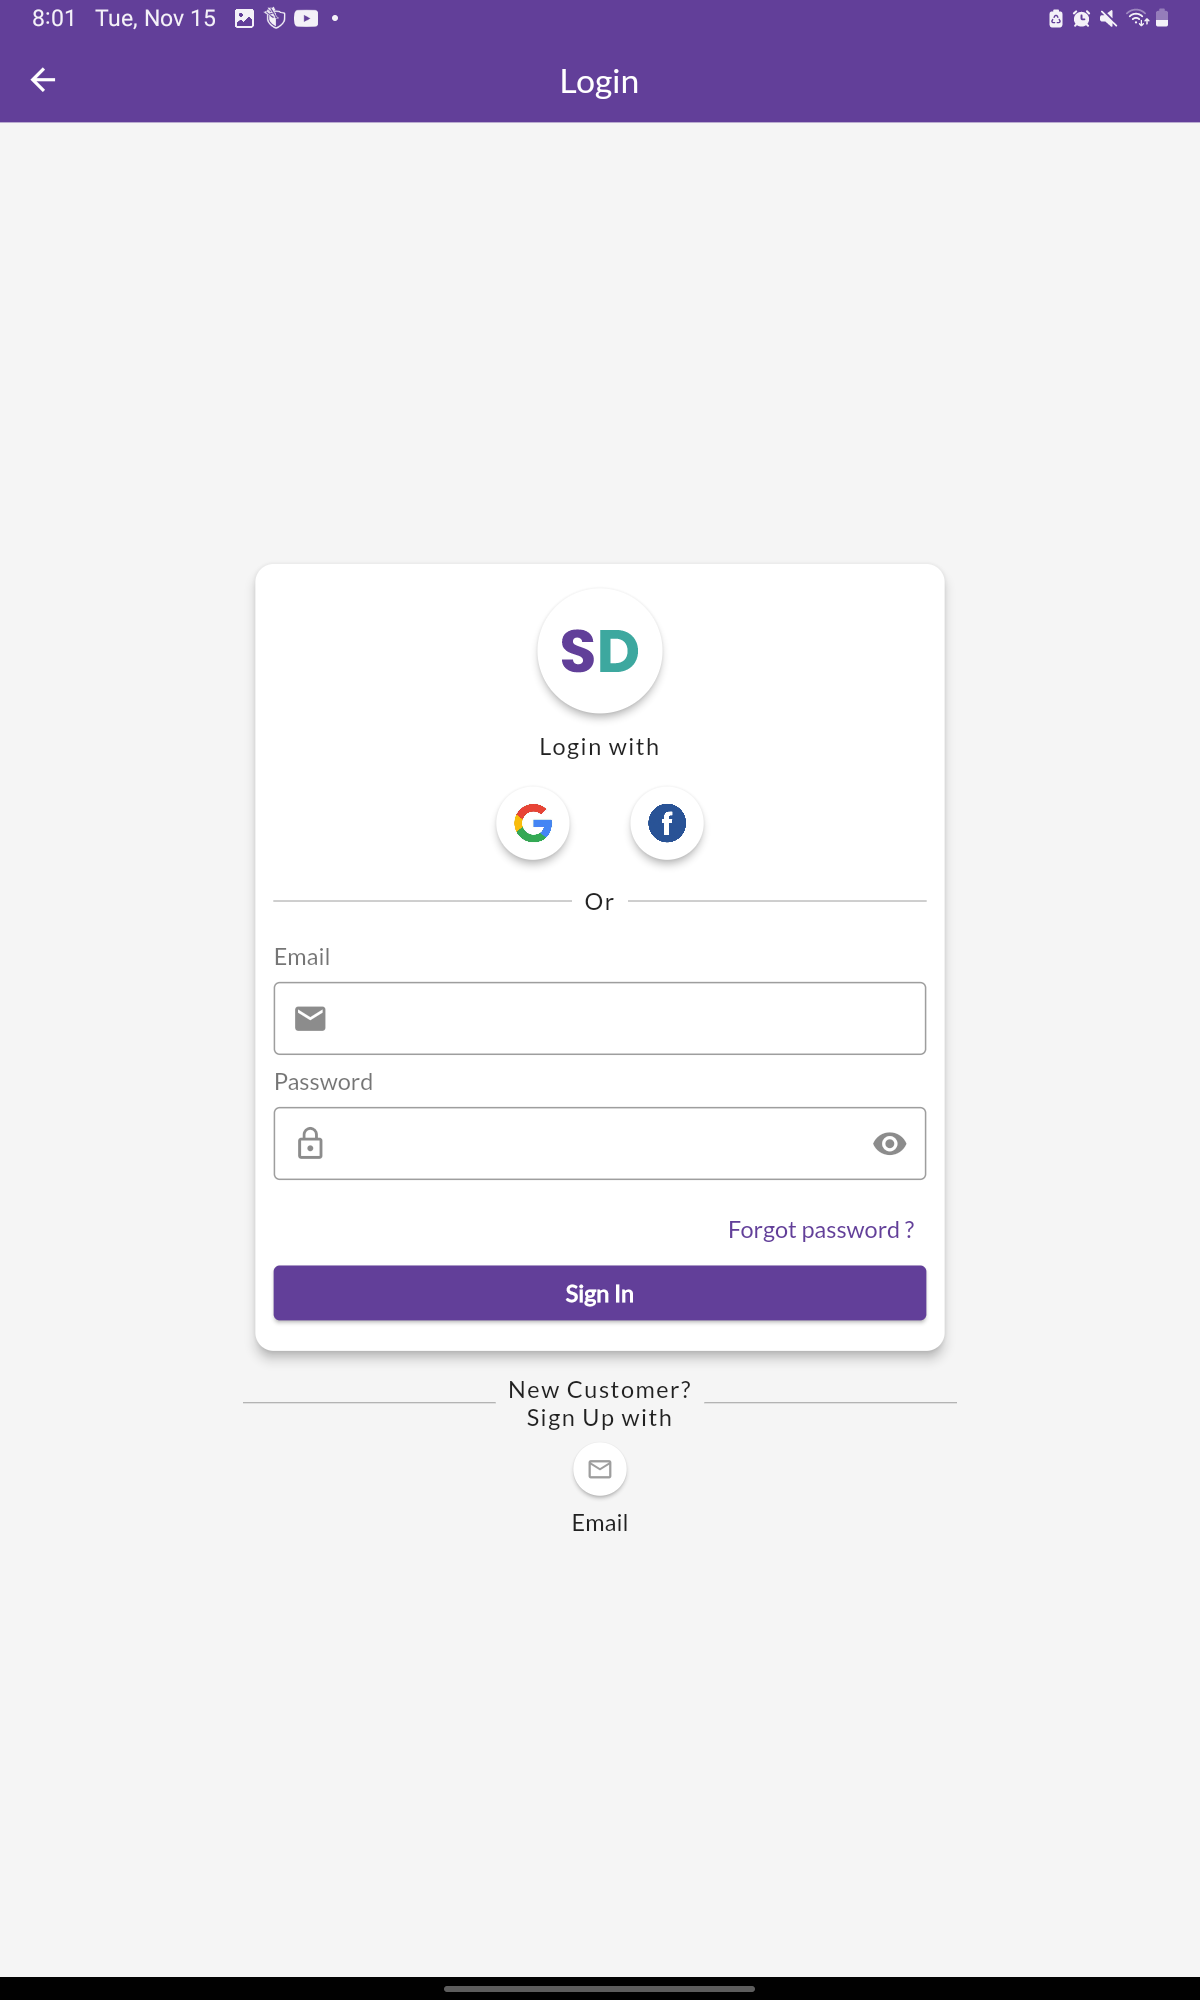 8:01 Tue, Nov 15
Login
SD
Login with
Or
Email
Password
Forgot password ?
Sign In
New Customer?
Sign Up with
Email